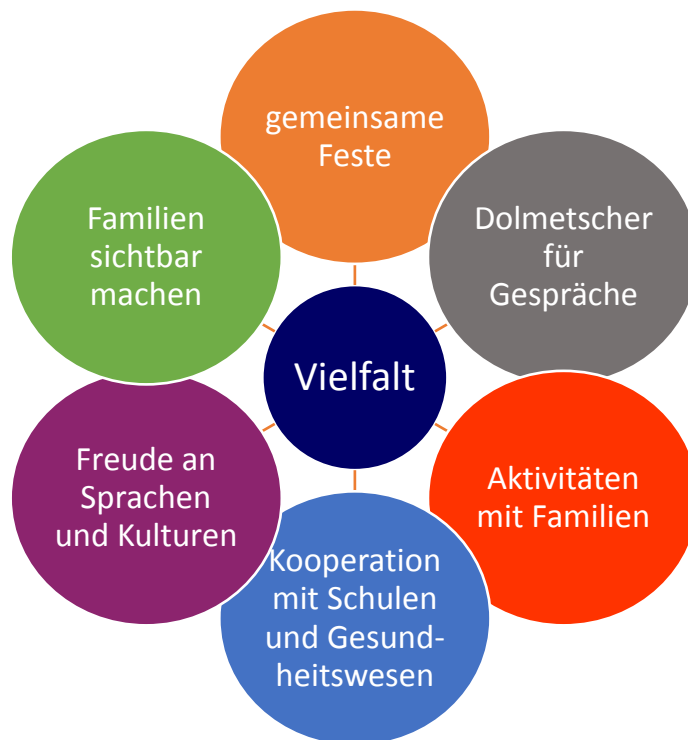 gemeinsame
Feste
Dolmetscher
für
Gespräche
Aktivitäten
mit Familien
Kooperation
mit Schulen
und Gesund-
heitswesen
Freude an
Sprachen
und Kulturen
Familien
sichtbar
machen
Vielfalt